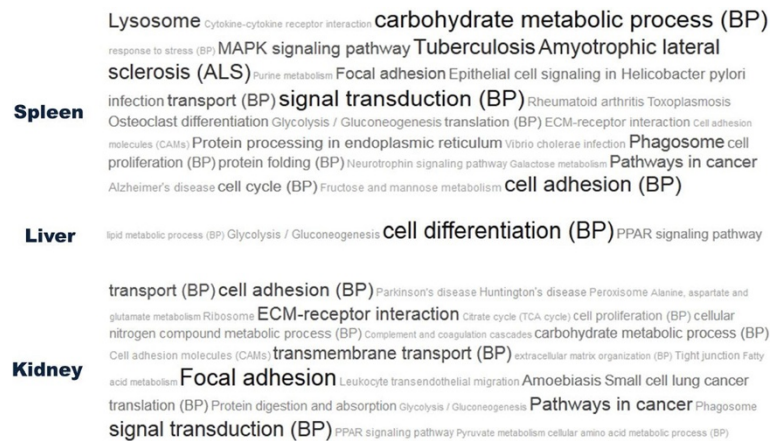 Spleen
Lysosome Cytokine-cytokine receptor interaction carbohydrate metabolic process (BP)
response to stress (BP) MAPK signaling pathway Tuberculosis Amyotrophic lateral
sclerosis (ALS) Purine metabolism Focal adhesion Epithelial cell signaling in Helicobacter pylori
infection transport (BP) signal transduction (BP) Rheumatoid arthritis Toxoplasmosis
Osteoclast differentiation Glycolysis / Gluconeogenesis translation (BP) ECM-receptor interaction Cell adhesion
molecules (CAMs) Protein processing in endoplasmic reticulum Vibrio cholerae infection Phagosome cell
proliferation (BP) protein folding (BP) Neurotrophin signaling pathway Galactose metabolism Pathways in cancer
Alzheimer's disease cell cycle (BP) Fructose and mannose metabolism cell adhesion (BP)
Liver
lipid metabolic process (BP) Glycolysis / Gluconeogenesis cell differentiation (BP) PPAR signaling pathway
Kidney
transport (BP) cell adhesion (BP) Parkinson's disease Huntington's disease Peroxisome Alanine, aspartate and
glutamate metabolism Ribosome ECM-receptor interaction Citrate cycle (TCA cycle) cell proliferation (BP) cellular
nitrogen compound metabolic process (BP) Complement and coagulation cascades carbohydrate metabolic process (BP)
Cell adhesion molecules (CAMs) transmembrane transport (BP) extracellular matrix organization (BP) Tight junction Fatty
acid metabolism Focal adhesion Leukocyte transendothelial migration Amoebiasis Small cell lung cancer
translation (BP) Protein digestion and absorption Glycolysis / Gluconeogenesis Pathways in cancer Phagosome
signal transduction (BP) PPAR signaling pathway Pyruvate metabolism cellular amino acid metabolic process (BP)